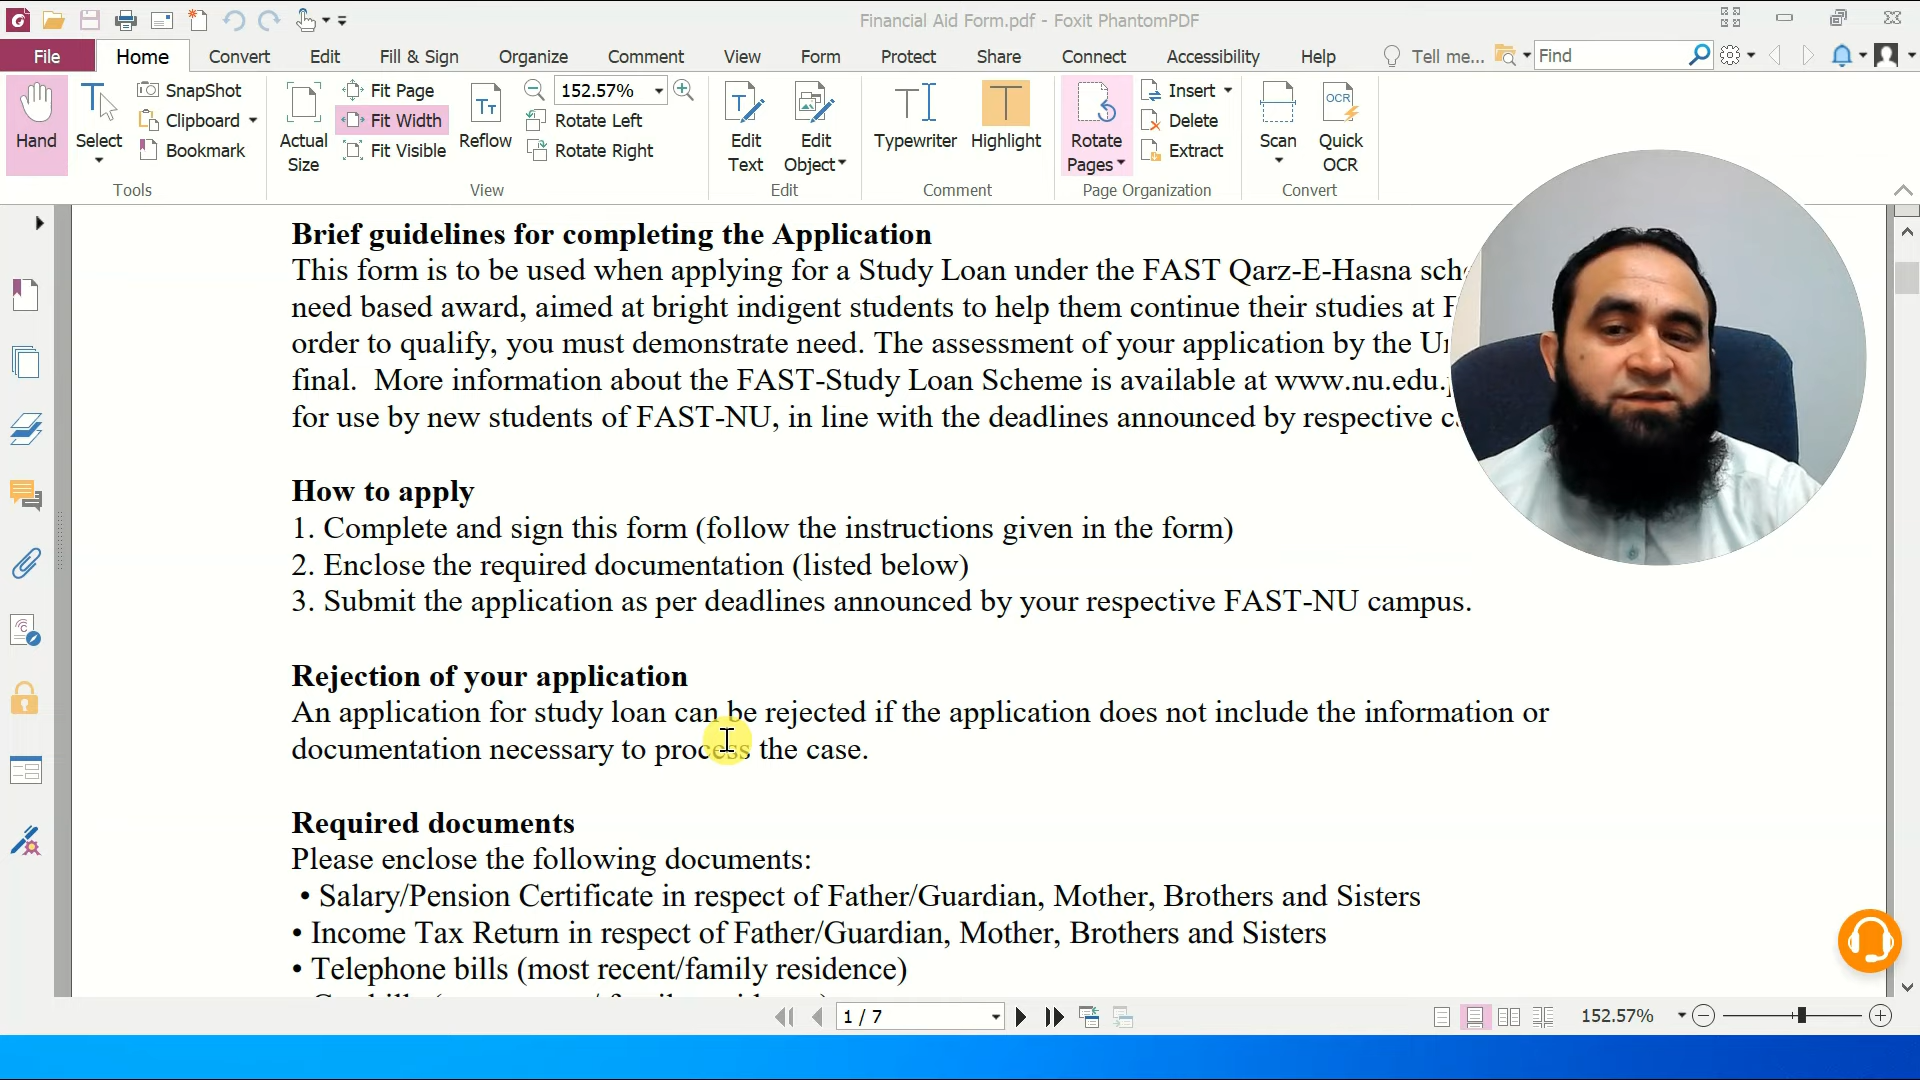 Financial Aid Form.pdf - Foxit PhantomPDF
File Home Convert Edit Fill & Sign Organize Comment View Form Protect Share Connect Accessibility Help Tell me... Find
Hand
Select
SnapShot
Clipboard
Bookmark
Tools
Actual Size
Fit Page
Fit Width
Fit Visible
Reflow
152.57%
Rotate Left
Rotate Right
View
Edit Text
Edit Object
Edit
Typewriter
Highlight
Comment
Rotate Pages
Insert
Delete
Extract
Page Organization
Scan
OCR
Quick OCR
Convert
Brief guidelines for completing the Application
This form is to be used when applying for a Study Loan under the FAST Qarz-E-Hasna
need based award, aimed at bright indigent students to help them continue their studies at
order to qualify, you must demonstrate need. The assessment of your application by the
final. More information about the FAST-Study Loan Scheme is available at www.nu.edu.
for use by new students of FAST-NU, in line with the deadlines announced by respective
How to apply
1. Complete and sign this form (follow the instructions given in the form)
2. Enclose the required documentation (listed below)
3. Submit the application as per deadlines announced by your respective FAST-NU campus.
Rejection of your application
An application for study loan can be rejected if the application does not include the information or
documentation necessary to process the case.
Required documents
Please enclose the following documents:
• Salary/Pension Certificate in respect of Father/Guardian, Mother, Brothers and Sisters
• Income Tax Return in respect of Father/Guardian, Mother, Brothers and Sisters
• Telephone bills (most recent/family residence)
1 / 7
152.57%